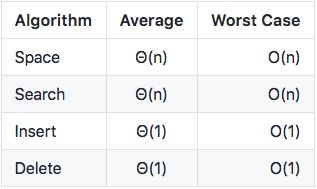 Algorithm Average Worst Case
Space Θ(n) O(n)
Search Θ(n) O(n)
Insert Θ(1) O(1)
Delete Θ(1) O(1)